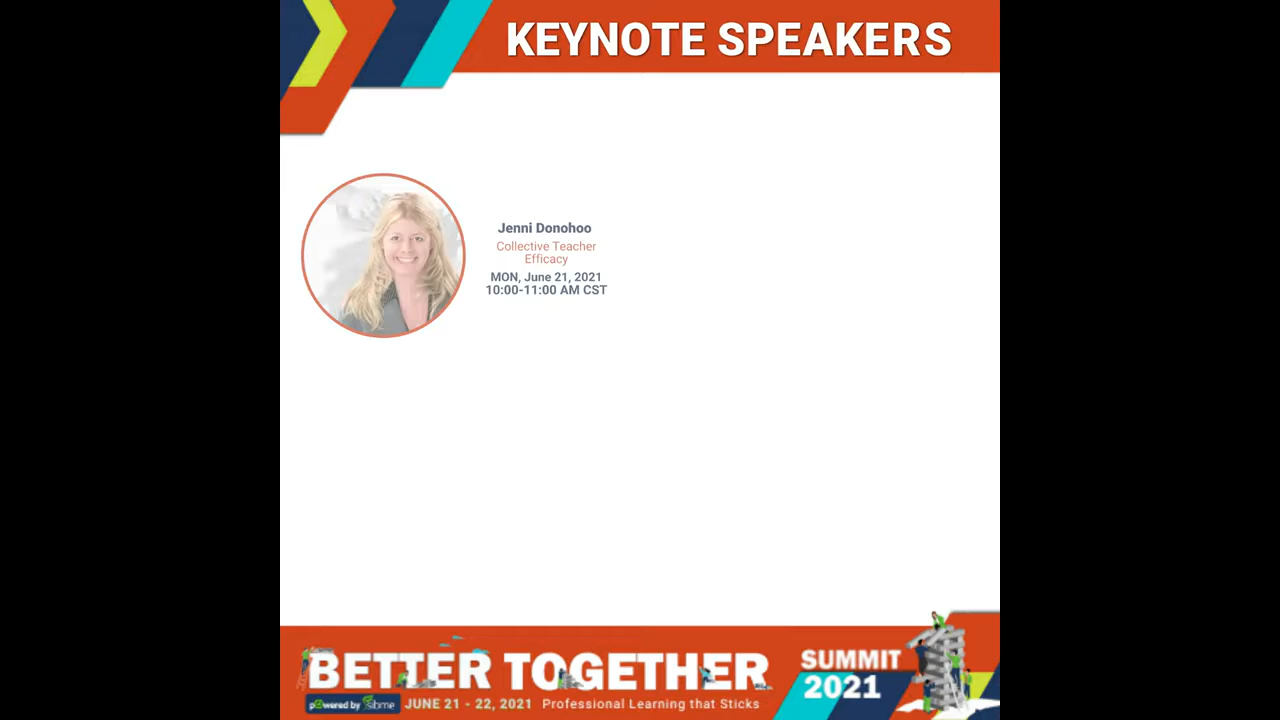 KEYNOTE SPEAKERS
Jenni Donohoo
Collective Teacher
Efficacy
MON, June 21, 2021
10:00-11:00 AM CST
BETTER TOGETHER
SUMMIT
2021
powered by sibme
JUNE 21 - 22, 2021 Professional Learning that Sticks